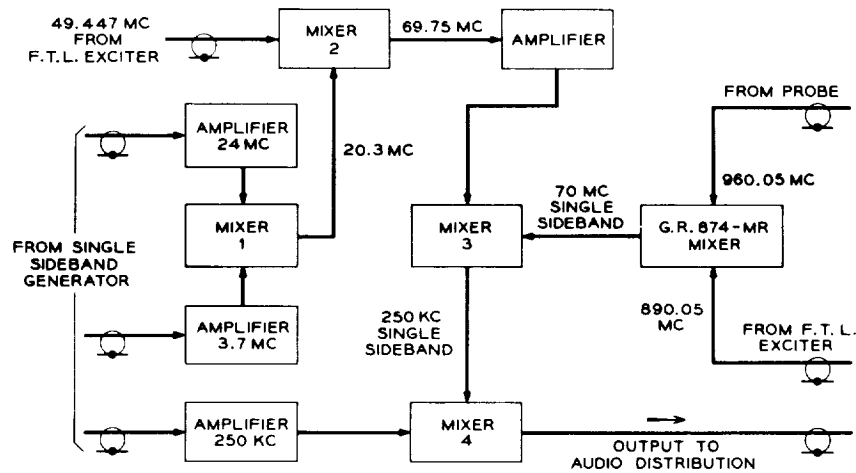 49.447 MC
FROM
F.T.L. EXCITER
MIXER
2
69.75 MC
AMPLIFIER
FROM PROBE
AMPLIFIER
24 MC
20.3 MC
960.05 MC
70 MC
SINGLE
SIDEBAND
MIXER
1
MIXER
3
G.R. 874-MR
MIXER
FROM SINGLE
SIDEBAND
GENERATOR
AMPLIFIER
3.7 MC
250 KC
SINGLE
SIDEBAND
890.05
MC
FROM F.T.L.
EXCITER
AMPLIFIER
250 KC
MIXER
4
OUTPUT TO
AUDIO DISTRIBUTION